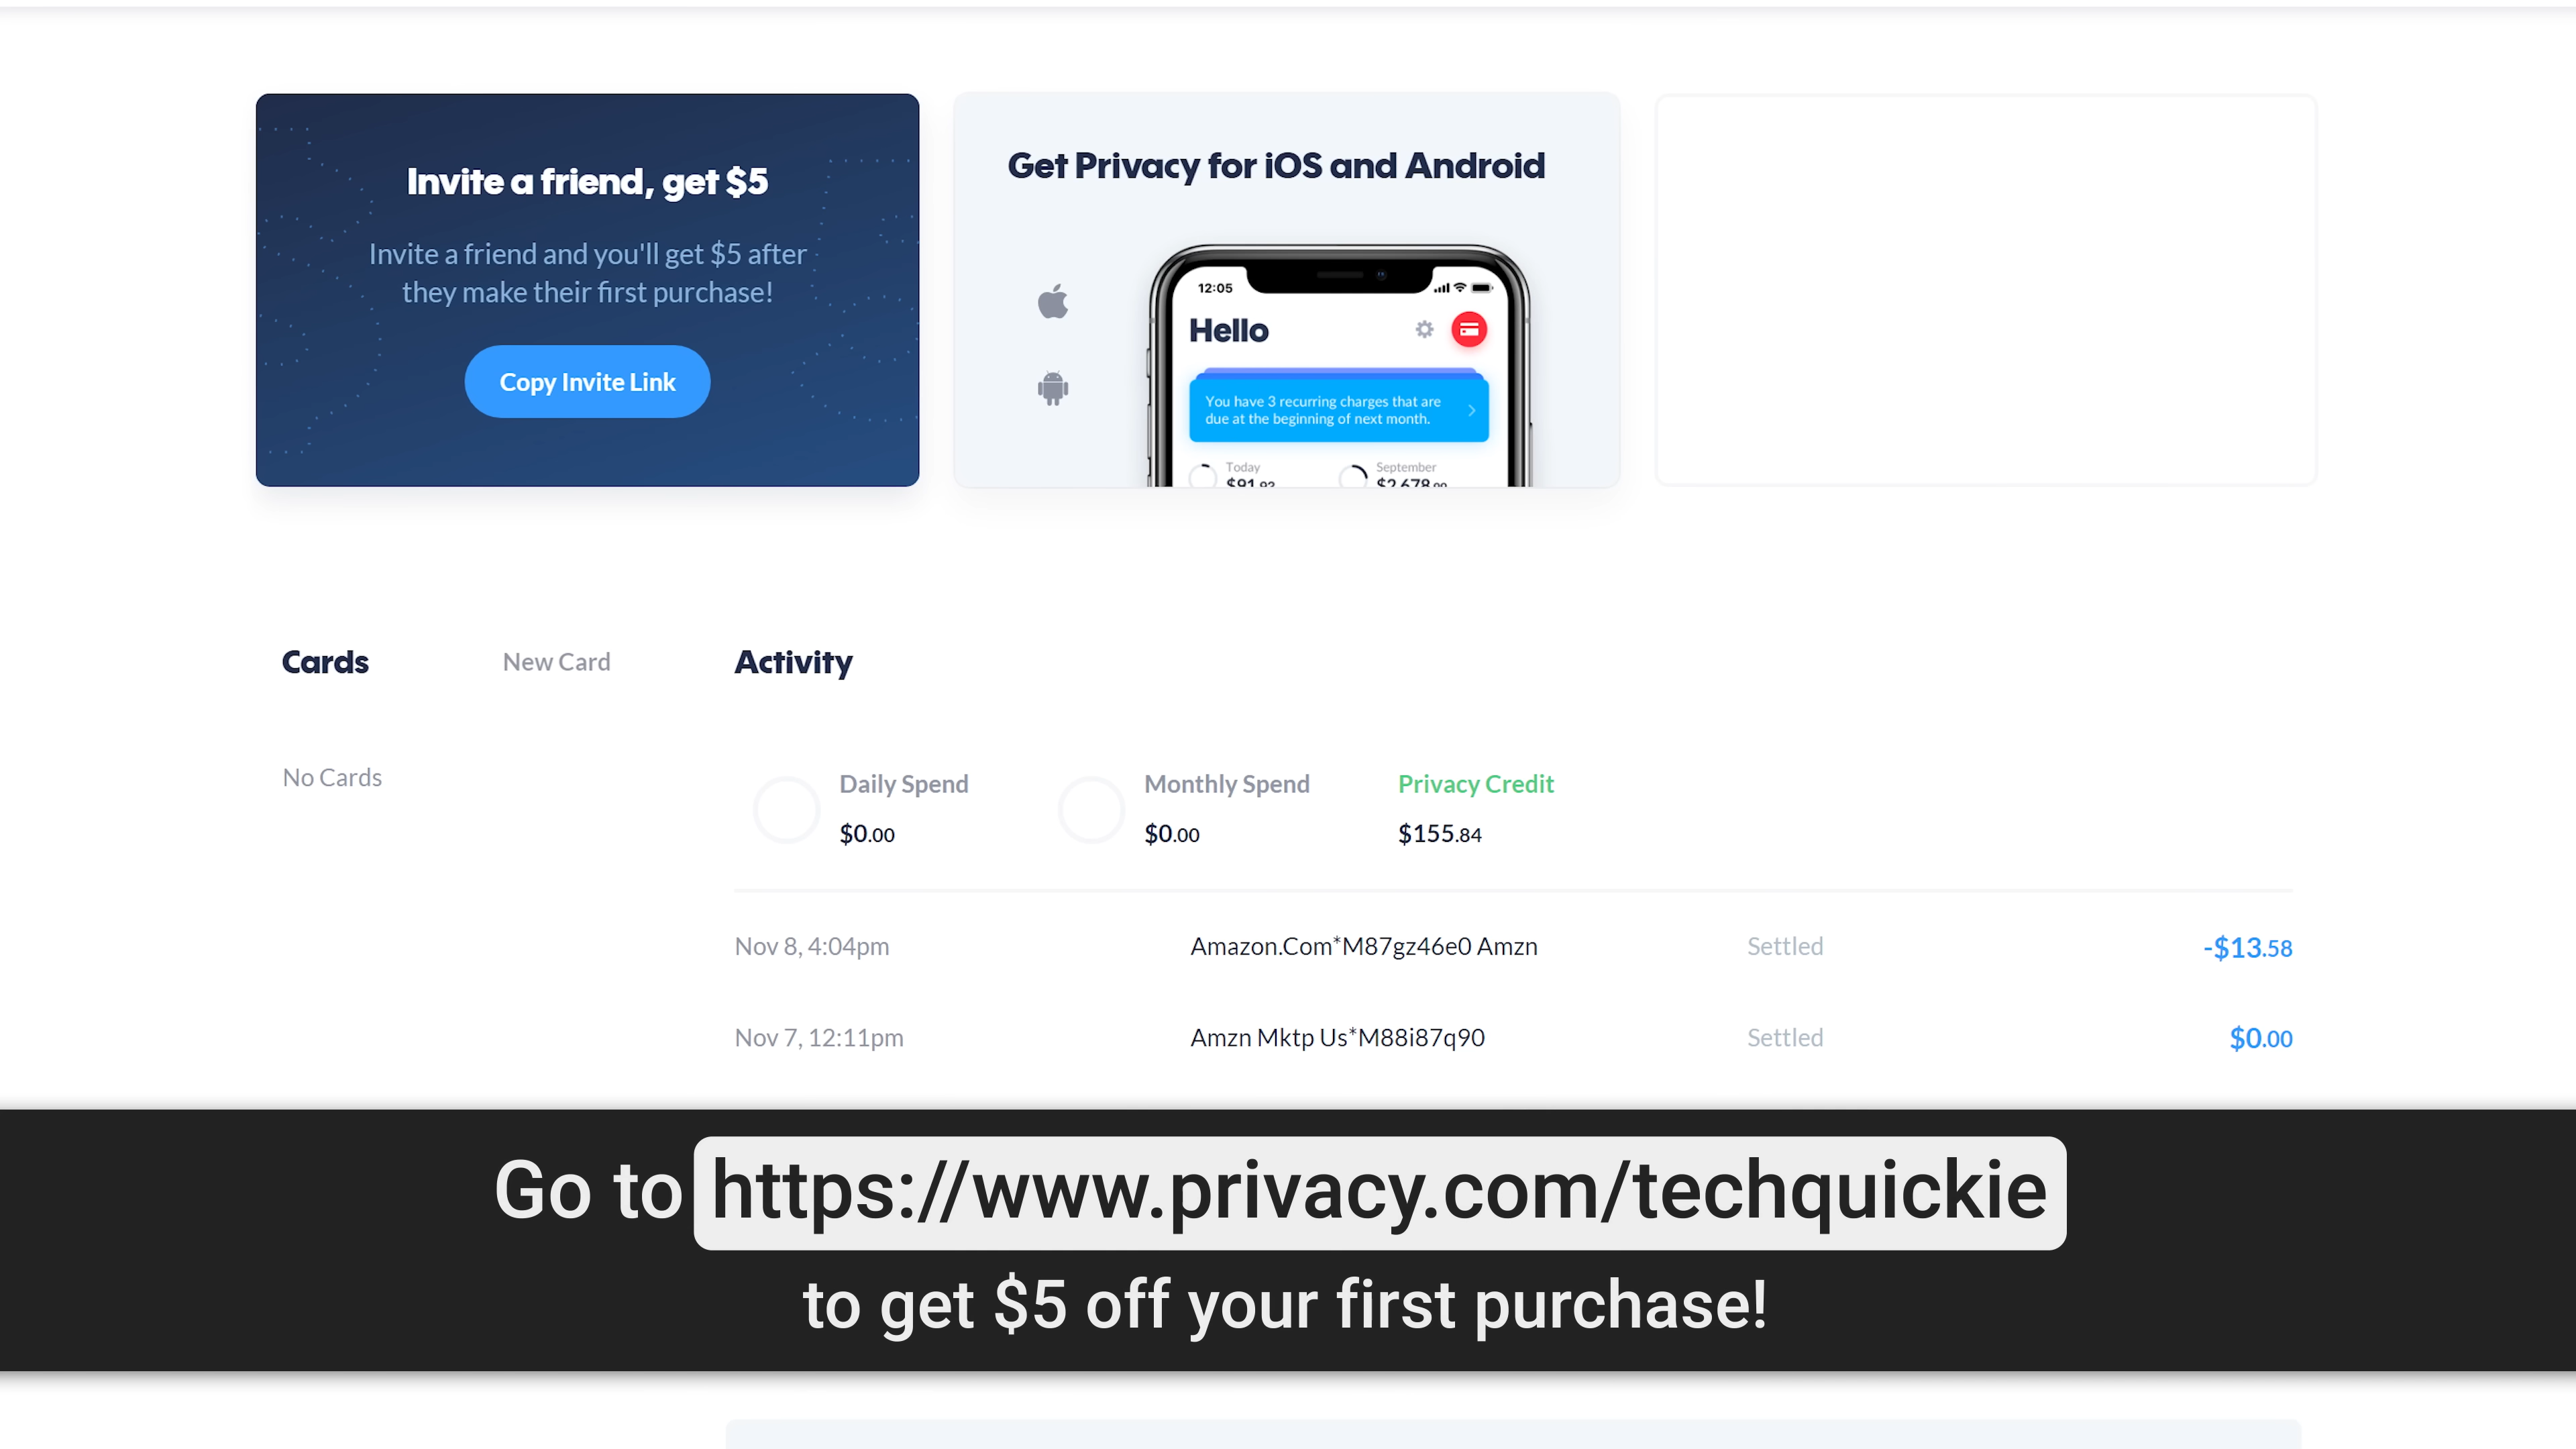 Invite a friend, get $5
Invite a friend and you'll get $5 after
they make their first purchase!
Copy Invite Link
Get Privacy for iOS and Android
12:05
Hello
You have 3 recurring charges that are
due at the beginning of next month.
Today
$91.92
September
$2,678.00
Cards
New Card
No Cards
Activity
Daily Spend
$0.00
Monthly Spend
$0.00
Privacy Credit
$155.84
Nov 8, 4:04pm Amazon.Com*M87gz46e0 Amzn Settled -$13.58
Nov 7, 12:11pm Amzn Mktp Us*M88i87q90 Settled $0.00
Go to https://www.privacy.com/techquickie
to get $5 off your first purchase!